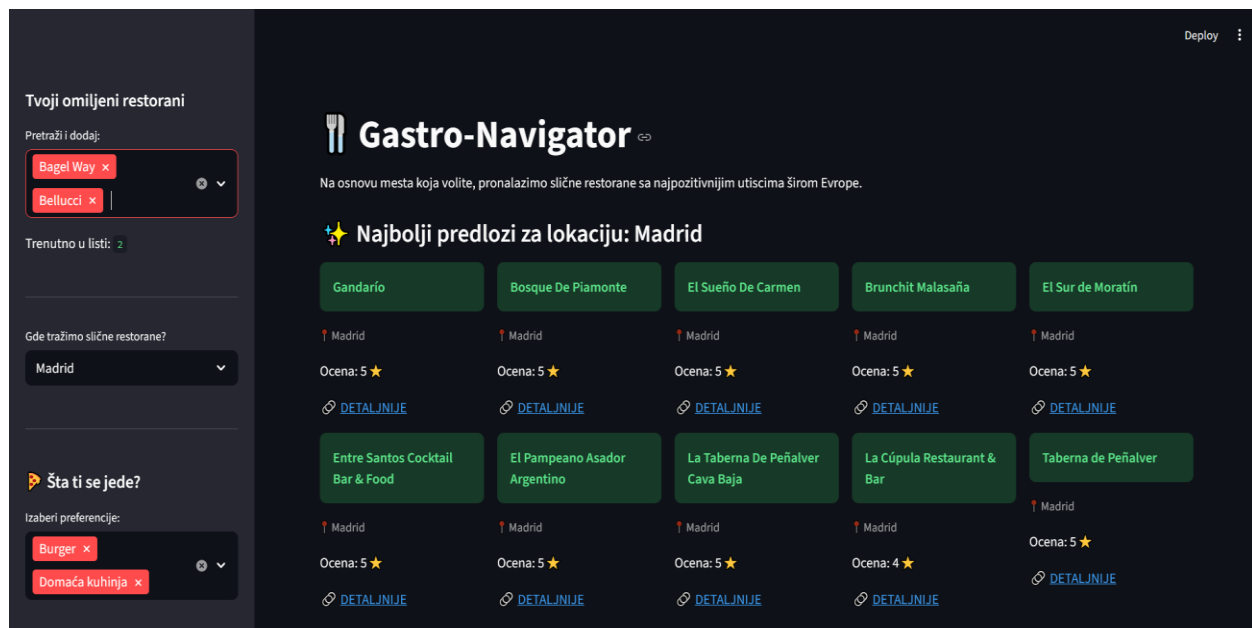 Deploy
Tvoji omiljeni restorani
Pretraži i dodaj:
Bagel Way ×
Bellucci ×
Trenutno u listi: 2
Gde tražimo slične restorane?
Madrid
🍕 Šta ti se jede?
Izaberi preferencije:
Burger ×
Domaća kuhinja ×
🍴 Gastro-Navigator
Na osnovu mesta koja volite, pronalazimo slične restorane sa najpozitivnijim utiscima širom Evrope.
✨ Najbolji predlozi za lokaciju: Madrid
Gandarío
📍 Madrid
Ocena: 5 ⭐
🔗 DETALJNIJE
Bosque De Piamonte
📍 Madrid
Ocena: 5 ⭐
🔗 DETALJNIJE
El Sueño De Carmen
📍 Madrid
Ocena: 5 ⭐
🔗 DETALJNIJE
Brunchit Malasaña
📍 Madrid
Ocena: 5 ⭐
🔗 DETALJNIJE
El Sur de Moratín
📍 Madrid
Ocena: 5 ⭐
🔗 DETALJNIJE
Entre Santos Cocktail
Bar & Food
📍 Madrid
Ocena: 5 ⭐
🔗 DETALJNIJE
El Pampeano Asador
Argentino
📍 Madrid
Ocena: 5 ⭐
🔗 DETALJNIJE
La Taberna De Peñalver
Cava Baja
📍 Madrid
Ocena: 5 ⭐
🔗 DETALJNIJE
La Cúpula Restaurant &
Bar
📍 Madrid
Ocena: 4 ⭐
🔗 DETALJNIJE
Taberna de Peñalver
📍 Madrid
Ocena: 5 ⭐
🔗 DETALJNIJE